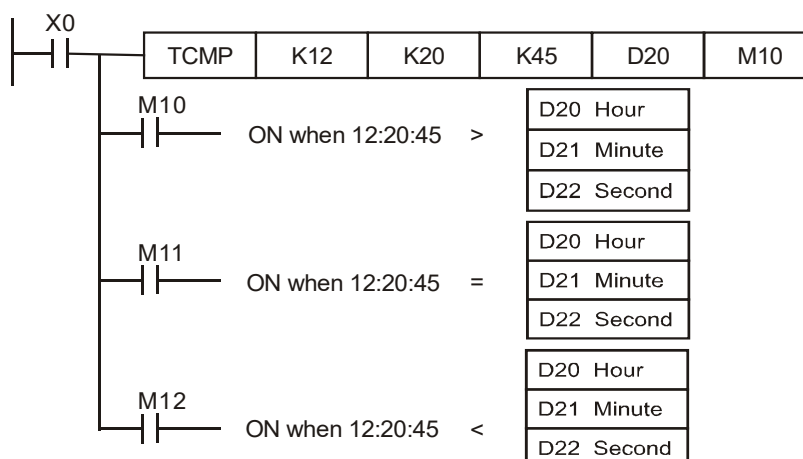 X0
TCMP K12 K20 K45 D20 M10
M10
ON when 12:20:45 >
D20 Hour
D21 Minute
D22 Second
M11
ON when 12:20:45 =
D20 Hour
D21 Minute
D22 Second
M12
ON when 12:20:45 <
D20 Hour
D21 Minute
D22 Second